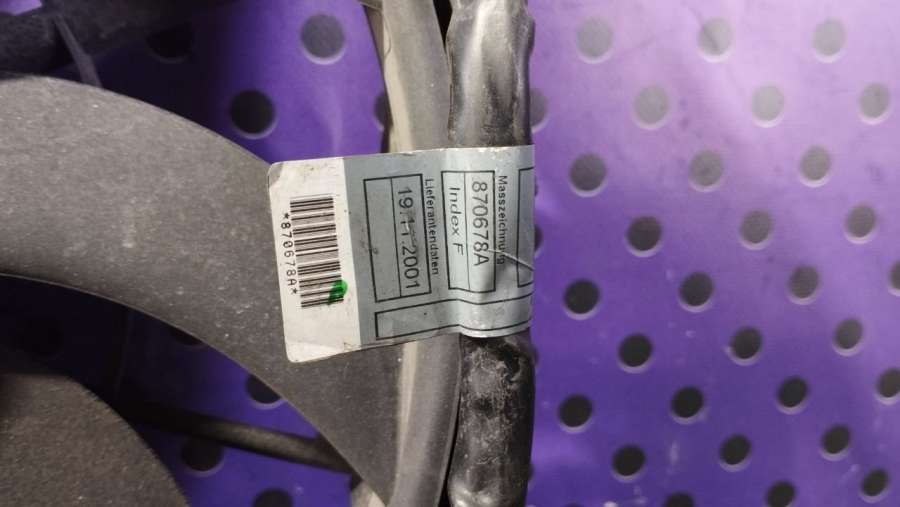 Masszeichnung
870678A
Index F
Lieferantendaten
19.11.2001
*870678A*